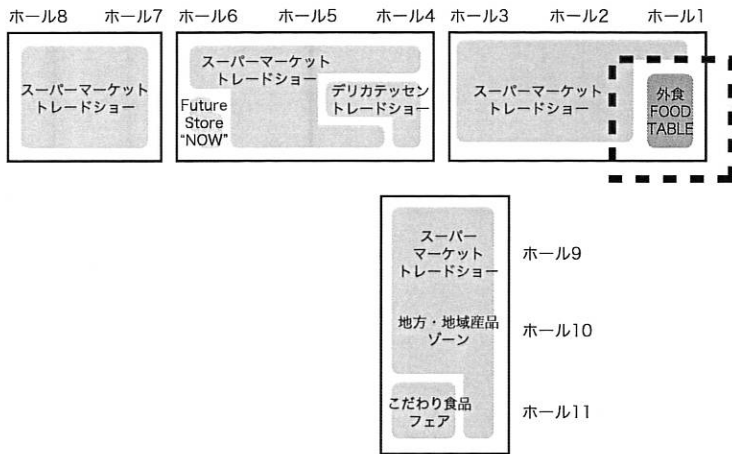 ホール8
ホール7
ホール6
ホール5
ホール4
ホール3
ホール2
ホール1
スーパーマーケット
トレードショー
スーパーマーケット
トレードショー
デリカテッセン
トレードショー
Future
Store
“NOW”
スーパーマーケット
トレードショー
外食
FOOD
TABLE
スーパー
マーケット
トレードショー
ホール9
地方・地域産品
ゾーン
ホール10
こだわり食品
フェア
ホール11